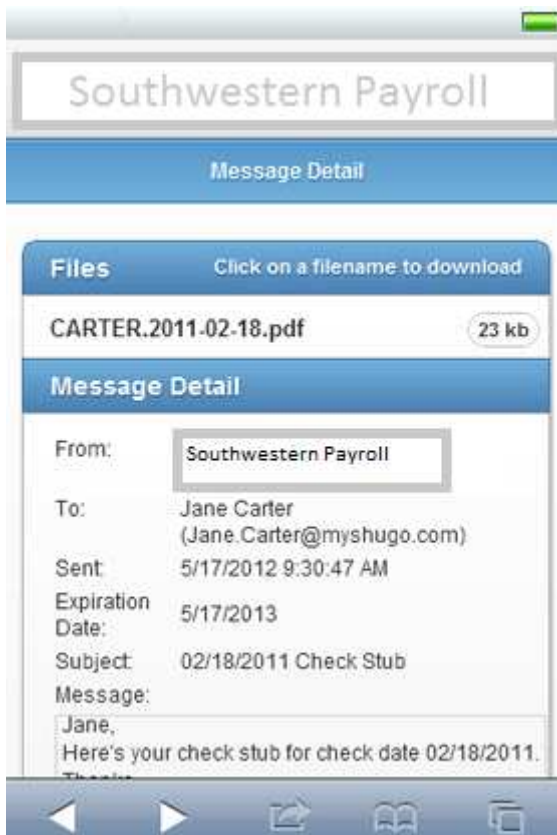 Southwestern Payroll
Message Detail
Files Click on a filename to download
CARTER.2011-02-18.pdf 23 kb
Message Detail
From: Southwestern Payroll
To: Jane Carter
(Jane.Carter@myshugo.com)
Sent: 5/17/2012 9:30:47 AM
Expiration
Date: 5/17/2013
Subject: 02/18/2011 Check Stub
Message:
Jane,
Here's your check stub for check date 02/18/2011.